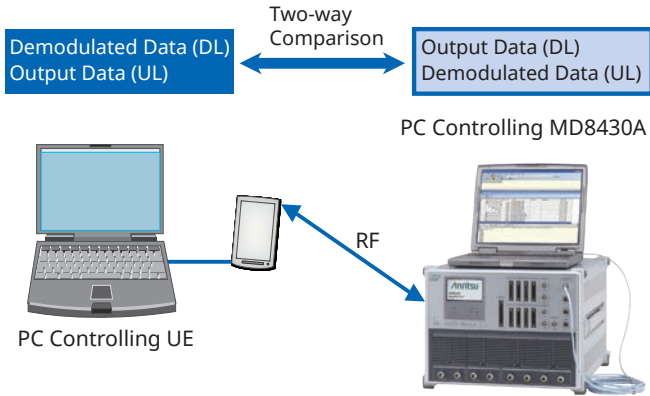 Two-way
Comparison
Demodulated Data (DL)
Output Data (UL)
Output Data (DL)
Demodulated Data (UL)
PC Controlling MD8430A
RF
Anritsu
PC Controlling UE